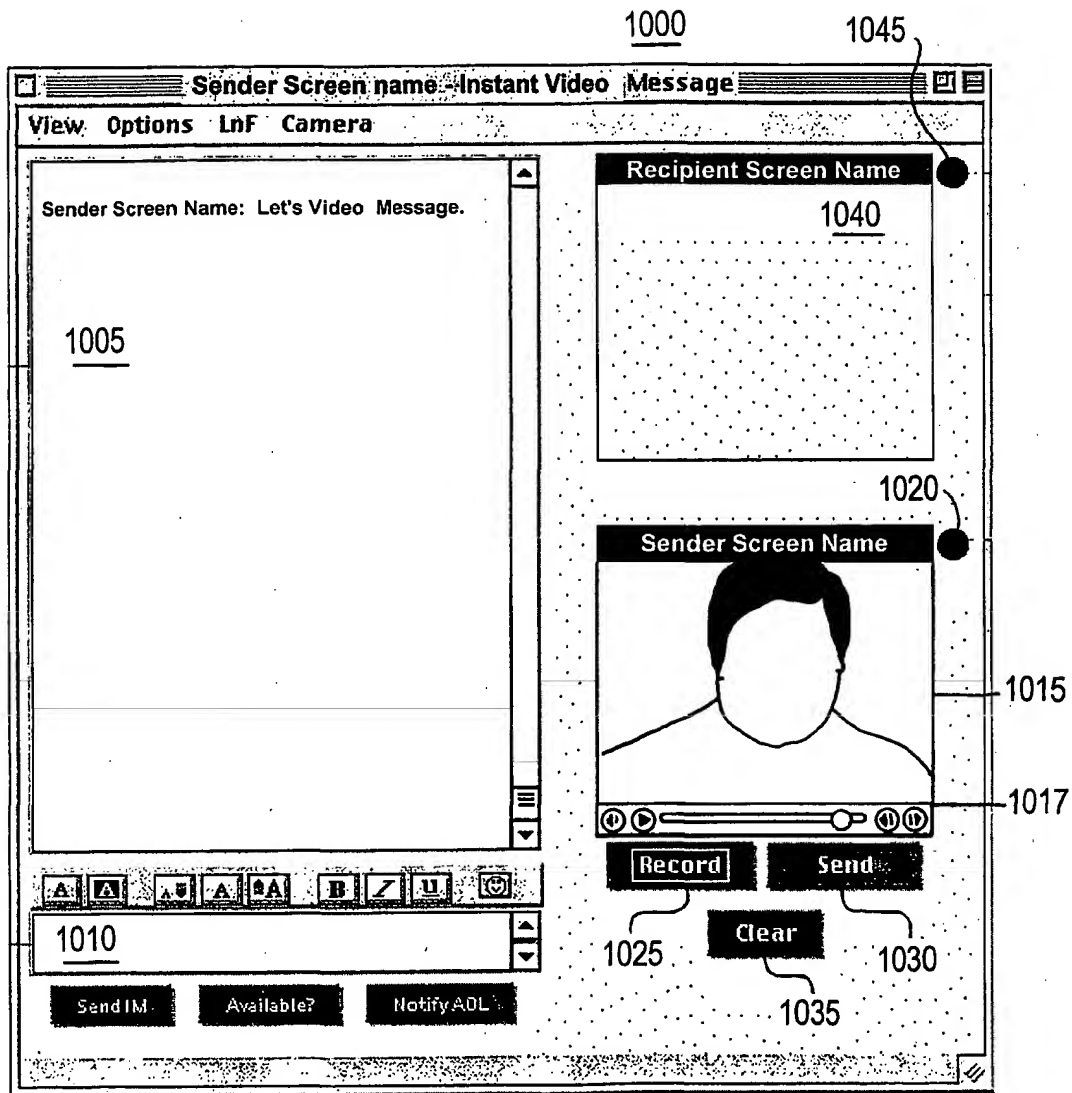 1000
1045
Sender Screen name - Instant Video Message
View Options LnF Camera
Recipient Screen Name
1040
Sender Screen Name: Let's Video Message.
1005
1020
Sender Screen Name
1015
1017
Record Send
A A A A A B I U
1010
1025
Clear
1030
1035
Send IM Available? Notify AOL